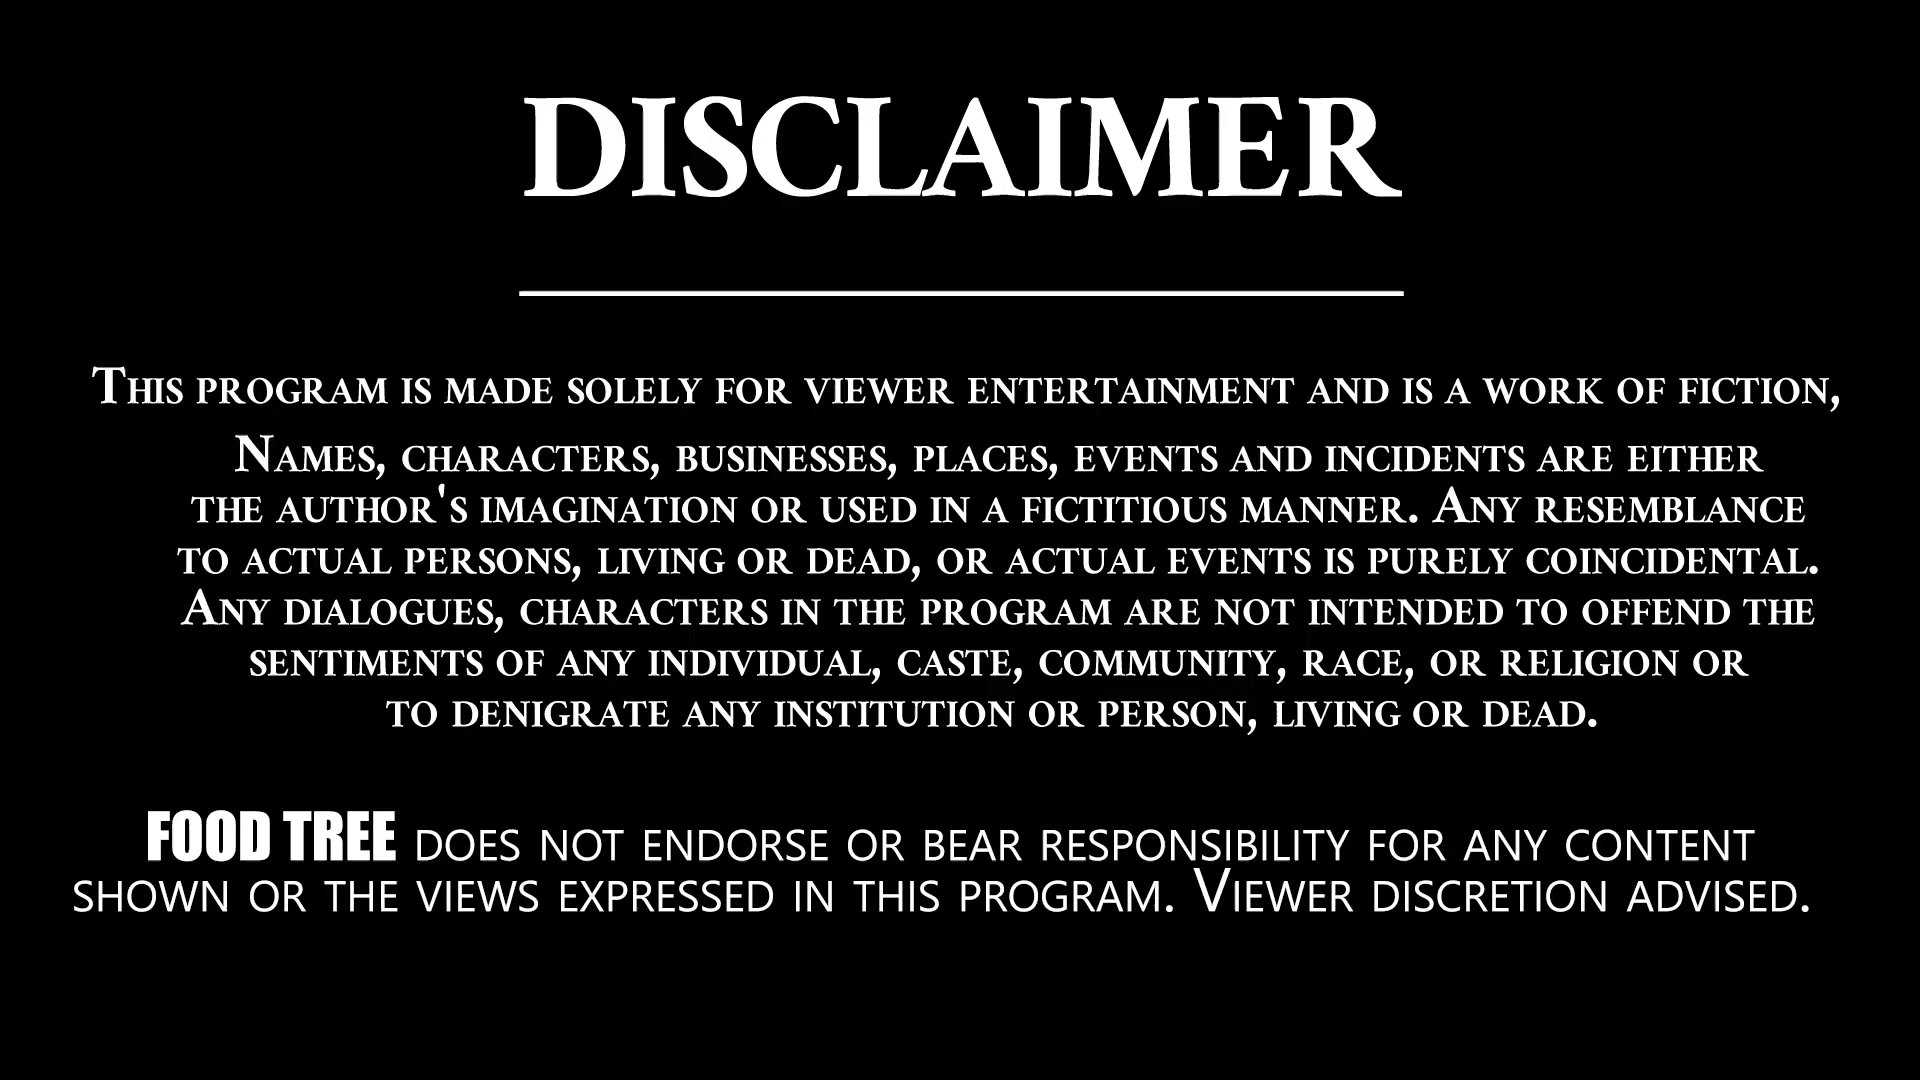 DISCLAIMER
This program is made solely for viewer entertainment and is a work of fiction,
Names, characters, businesses, places, events and incidents are either
the author's imagination or used in a fictitious manner. Any resemblance
to actual persons, living or dead, or actual events is purely coincidental.
Any dialogues, characters in the program are not intended to offend the
sentiments of any individual, caste, community, race, or religion or
to denigrate any institution or person, living or dead.
FOOD TREE does not endorse or bear responsibility for any content
shown or the views expressed in this program. Viewer discretion advised.